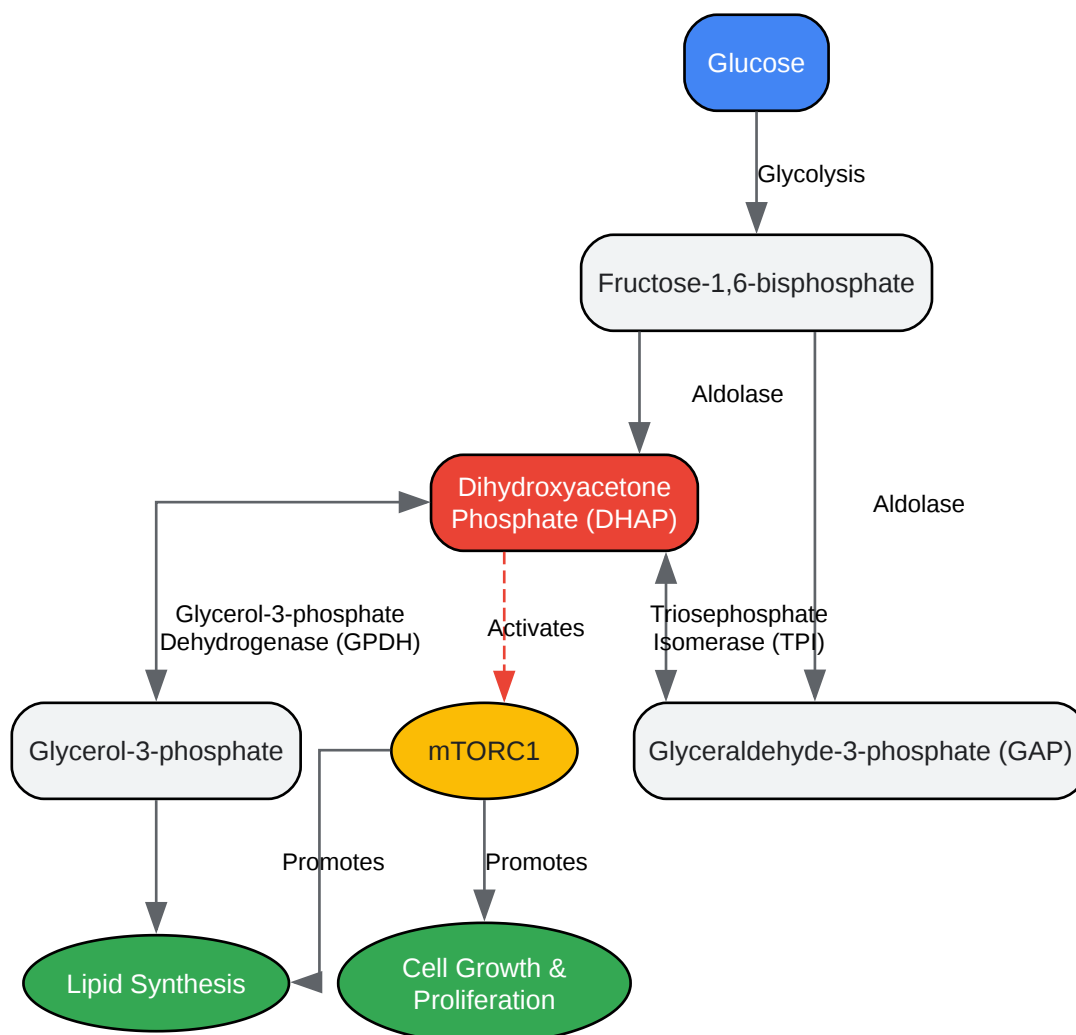 Glucose
Glycolysis
Fructose-1,6-bisphosphate
Aldolase
Dihydroxyacetone
Phosphate (DHAP)
Aldolase
Glycerol-3-phosphate
Dehydrogenase (GPDH)
Activates
Triosephosphate
Isomerase (TPI)
Glycerol-3-phosphate
mTORC1
Glyceraldehyde-3-phosphate (GAP)
Promotes
Promotes
Lipid Synthesis
Cell Growth &
Proliferation